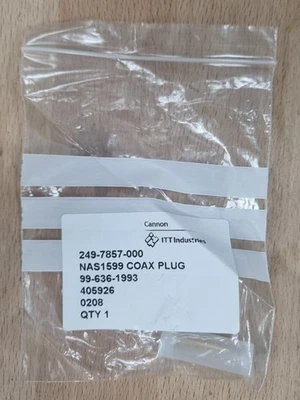 Cannon
ITT Industries
249-7857-000
NAS1599 COAX PLUG
99-636-1993
405926
0208
QTY 1